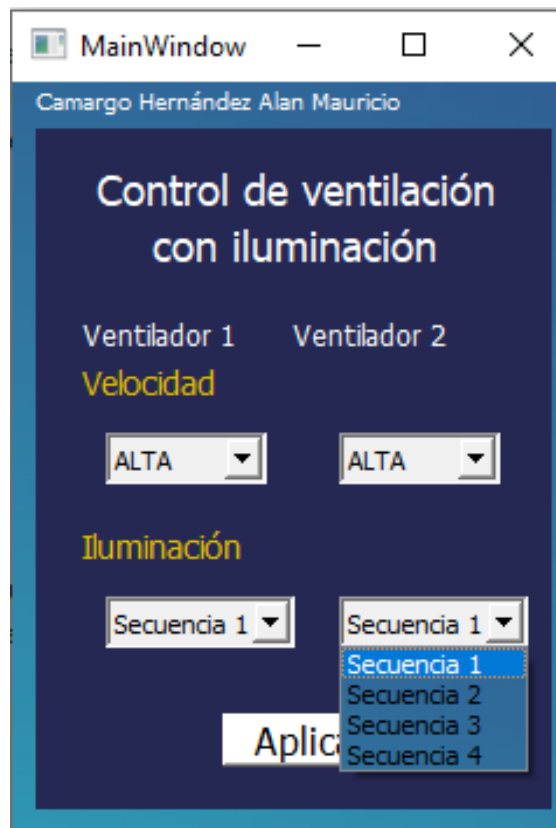 MainWindow
Camargo Hernández Alan Mauricio
Control de ventilación
con iluminación
Ventilador 1 Ventilador 2
Velocidad
ALTA ALTA
Iluminación
Secuencia 1 Secuencia 1
Secuencia 1
Secuencia 2
Secuencia 3
Secuencia 4